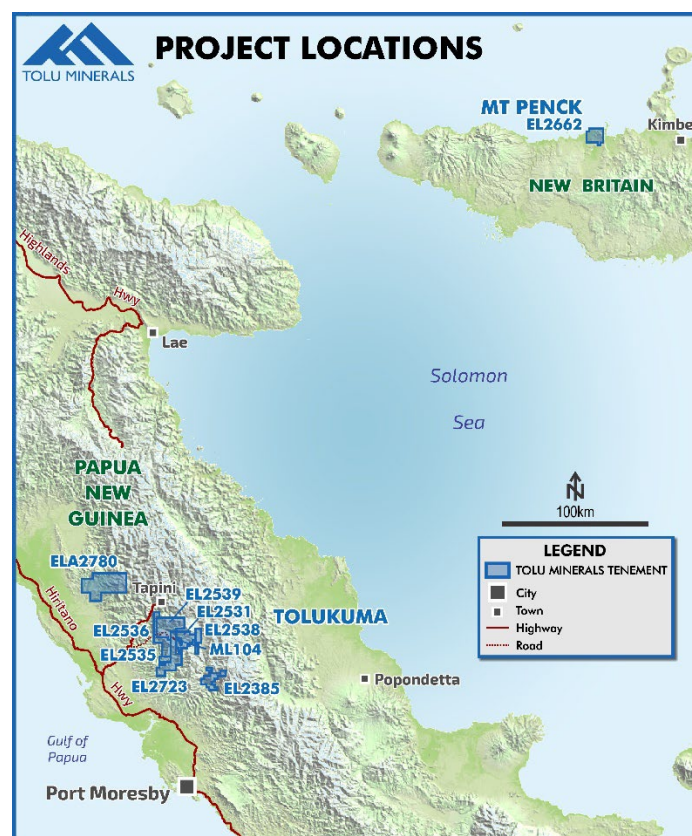 TOLU MINERALS
PROJECT LOCATIONS
MT PENCK
EL2662
Kimbe
NEW BRITAIN
Highlands
Hwy
Lae
Solomon
Sea
PAPUA
NEW
GUINEA
N
100km
LEGEND
TOLU MINERALS TENEMENT
City
Town
Highway
Road
ELA2780
Tapini
EL2539
EL2531
TOLUKUMA
EL2536
EL2538
EL2535
ML104
EL2723
EL2385
Hiritano
Hwy
Popondetta
Gulf of
Papua
Port Moresby